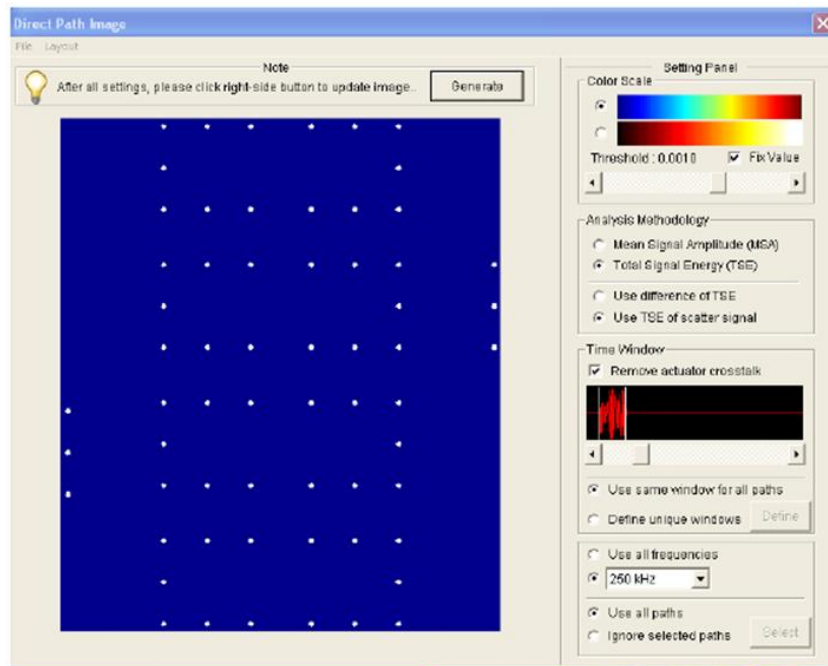 Direct Path Image
File Layout
Note
After all settings, please click right-side button to update image..
Generate
Setting Panel
Color Scale
Threshold : 0.0010
Fix Value
Analysis Methodology
Mean Signal Amplitude (MSA)
Total Signal Energy (TSE)
Use difference of TSE
Use TSE of scatter signal
Time Window
Remove actuator crosstalk
Use same window for all paths
Define unique windows
Define
Use all frequencies
250 kHz
Use all paths
Ignore selected paths
Select